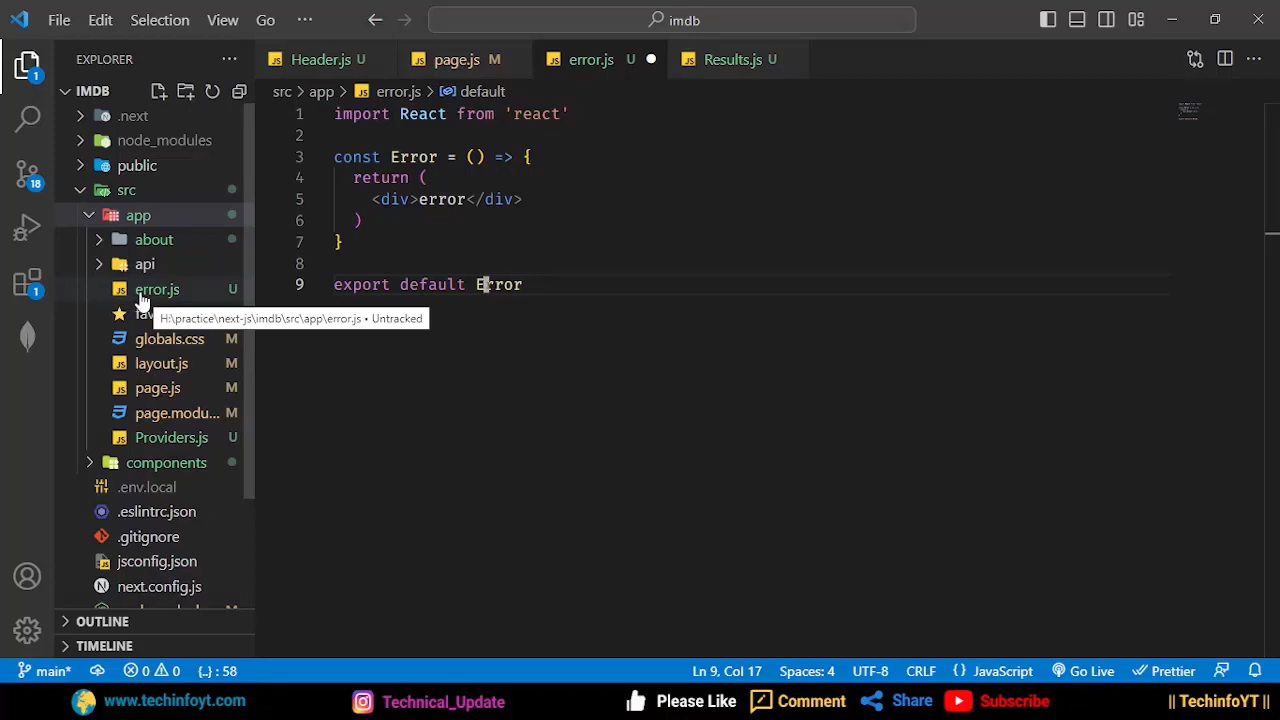 File Edit Selection View Go ··· imdb
EXPLORER ···
Header.js U page.js M error.js U Results.js U
IMDB
src > app > error.js > default
.next
node_modules
public
src
app
about
api
error.js U
H:\practice\next-js\imdb\src\app\error.js • Untracked
globals.css M
layout.js M
page.js M
page.modu... M
Providers.js U
components
.env.local
.eslintrc.json
.gitignore
jsconfig.json
next.config.js
OUTLINE
TIMELINE
1 import React from 'react'
2
3 const Error = () => {
4 return (
5 <div>error</div>
6 )
7 }
8
9 export default Error
1
18
1
main* 0 0 {..} : 58 Ln 9, Col 17 Spaces: 4 UTF-8 CRLF {} JavaScript Go Live Prettier
www.techinfoyt.com Technical_Update Please Like Comment Share Subscribe || TechinfoYT ||